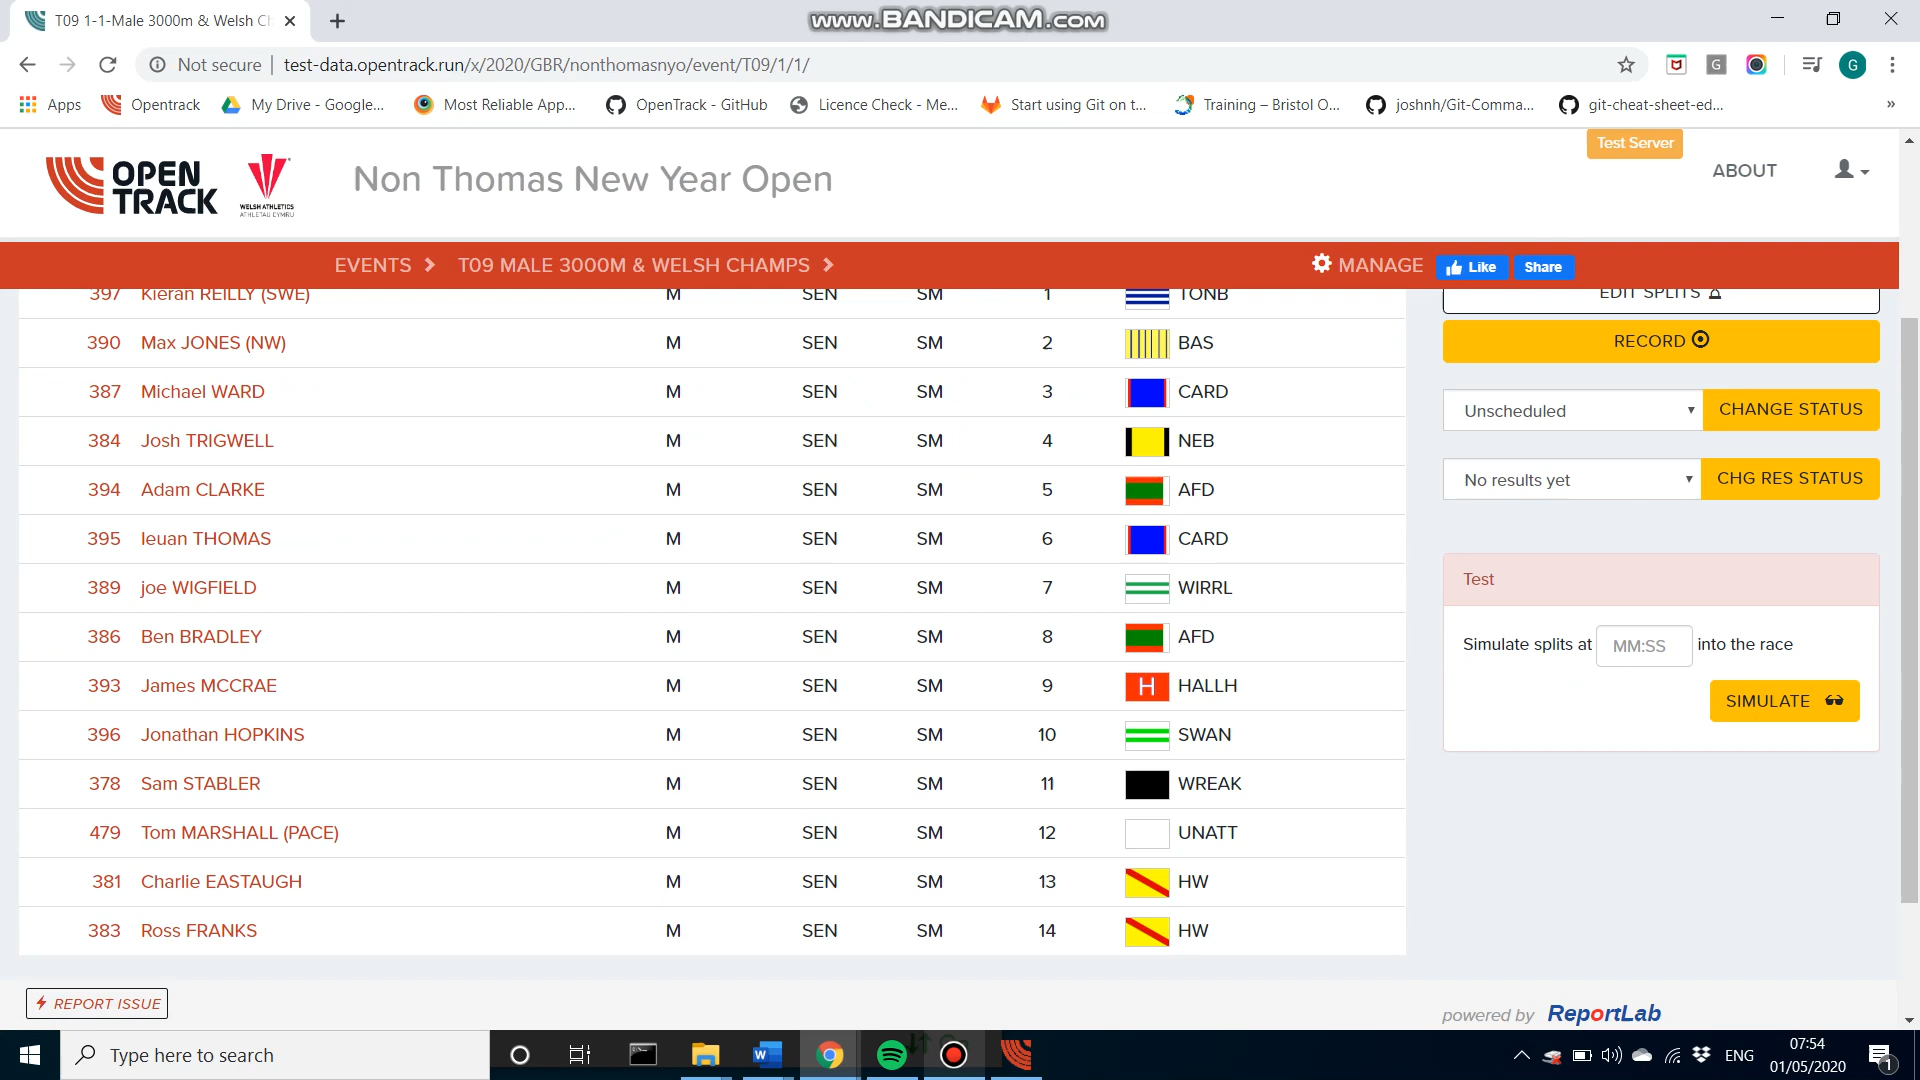 T09 1-1-Male 3000m & Welsh Ch
www.BANDICAM.com
Not secure | test-data.opentrack.run/x/2020/GBR/nonthomasnyo/event/T09/1/1/
G
G
Apps Opentrack My Drive - Google... Most Reliable App... OpenTrack - GitHub Licence Check - Me... Start using Git on t... Training – Bristol O... joshnh/Git-Comma... git-cheat-sheet-ed... »
Test Server
OPEN TRACK
WELSH ATHLETICS
ATHLETAU CYMRU
Non Thomas New Year Open
ABOUT
EVENTS T09 MALE 3000M & WELSH CHAMPS MANAGE Like Share
397 Kieran REILLY (SWE) M SEN SM 1 TONB
390 Max JONES (NW) M SEN SM 2 BAS
387 Michael WARD M SEN SM 3 CARD
384 Josh TRIGWELL M SEN SM 4 NEB
394 Adam CLARKE M SEN SM 5 AFD
395 Ieuan THOMAS M SEN SM 6 CARD
389 joe WIGFIELD M SEN SM 7 WIRRL
386 Ben BRADLEY M SEN SM 8 AFD
393 James MCCRAE M SEN SM 9 H HALLH
396 Jonathan HOPKINS M SEN SM 10 SWAN
378 Sam STABLER M SEN SM 11 WREAK
479 Tom MARSHALL (PACE) M SEN SM 12 UNATT
381 Charlie EASTAUGH M SEN SM 13 HW
383 Ross FRANKS M SEN SM 14 HW
EDIT SPLITS
RECORD
Unscheduled CHANGE STATUS
No results yet CHG RES STATUS
Test
Simulate splits at MM:SS into the race
SIMULATE
REPORT ISSUE
powered by ReportLab
Type here to search
ENG
07:54
01/05/2020
1